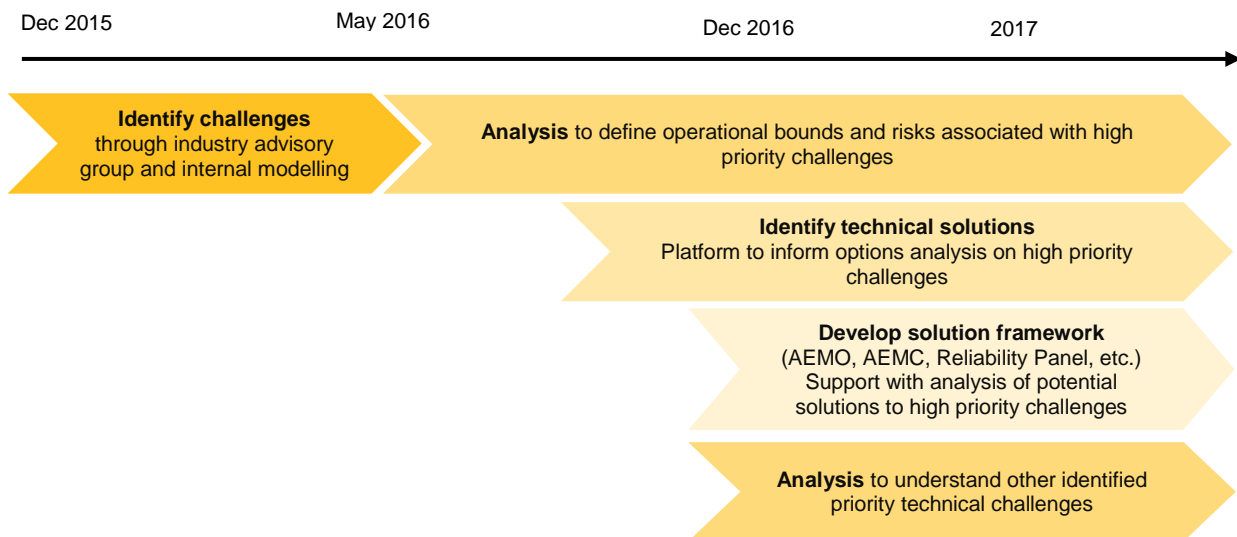 Dec 2015
May 2016
Dec 2016
2017
Identify challenges
through industry advisory
group and internal modelling
Analysis to define operational bounds and risks associated with high
priority challenges
Identify technical solutions
Platform to inform options analysis on high priority
challenges
Develop solution framework
(AEMO, AEMC, Reliability Panel, etc.)
Support with analysis of potential
solutions to high priority challenges
Analysis to understand other identified
priority technical challenges